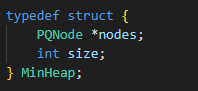 typedef struct {
    PQNode *nodes;
    int size;
} MinHeap;